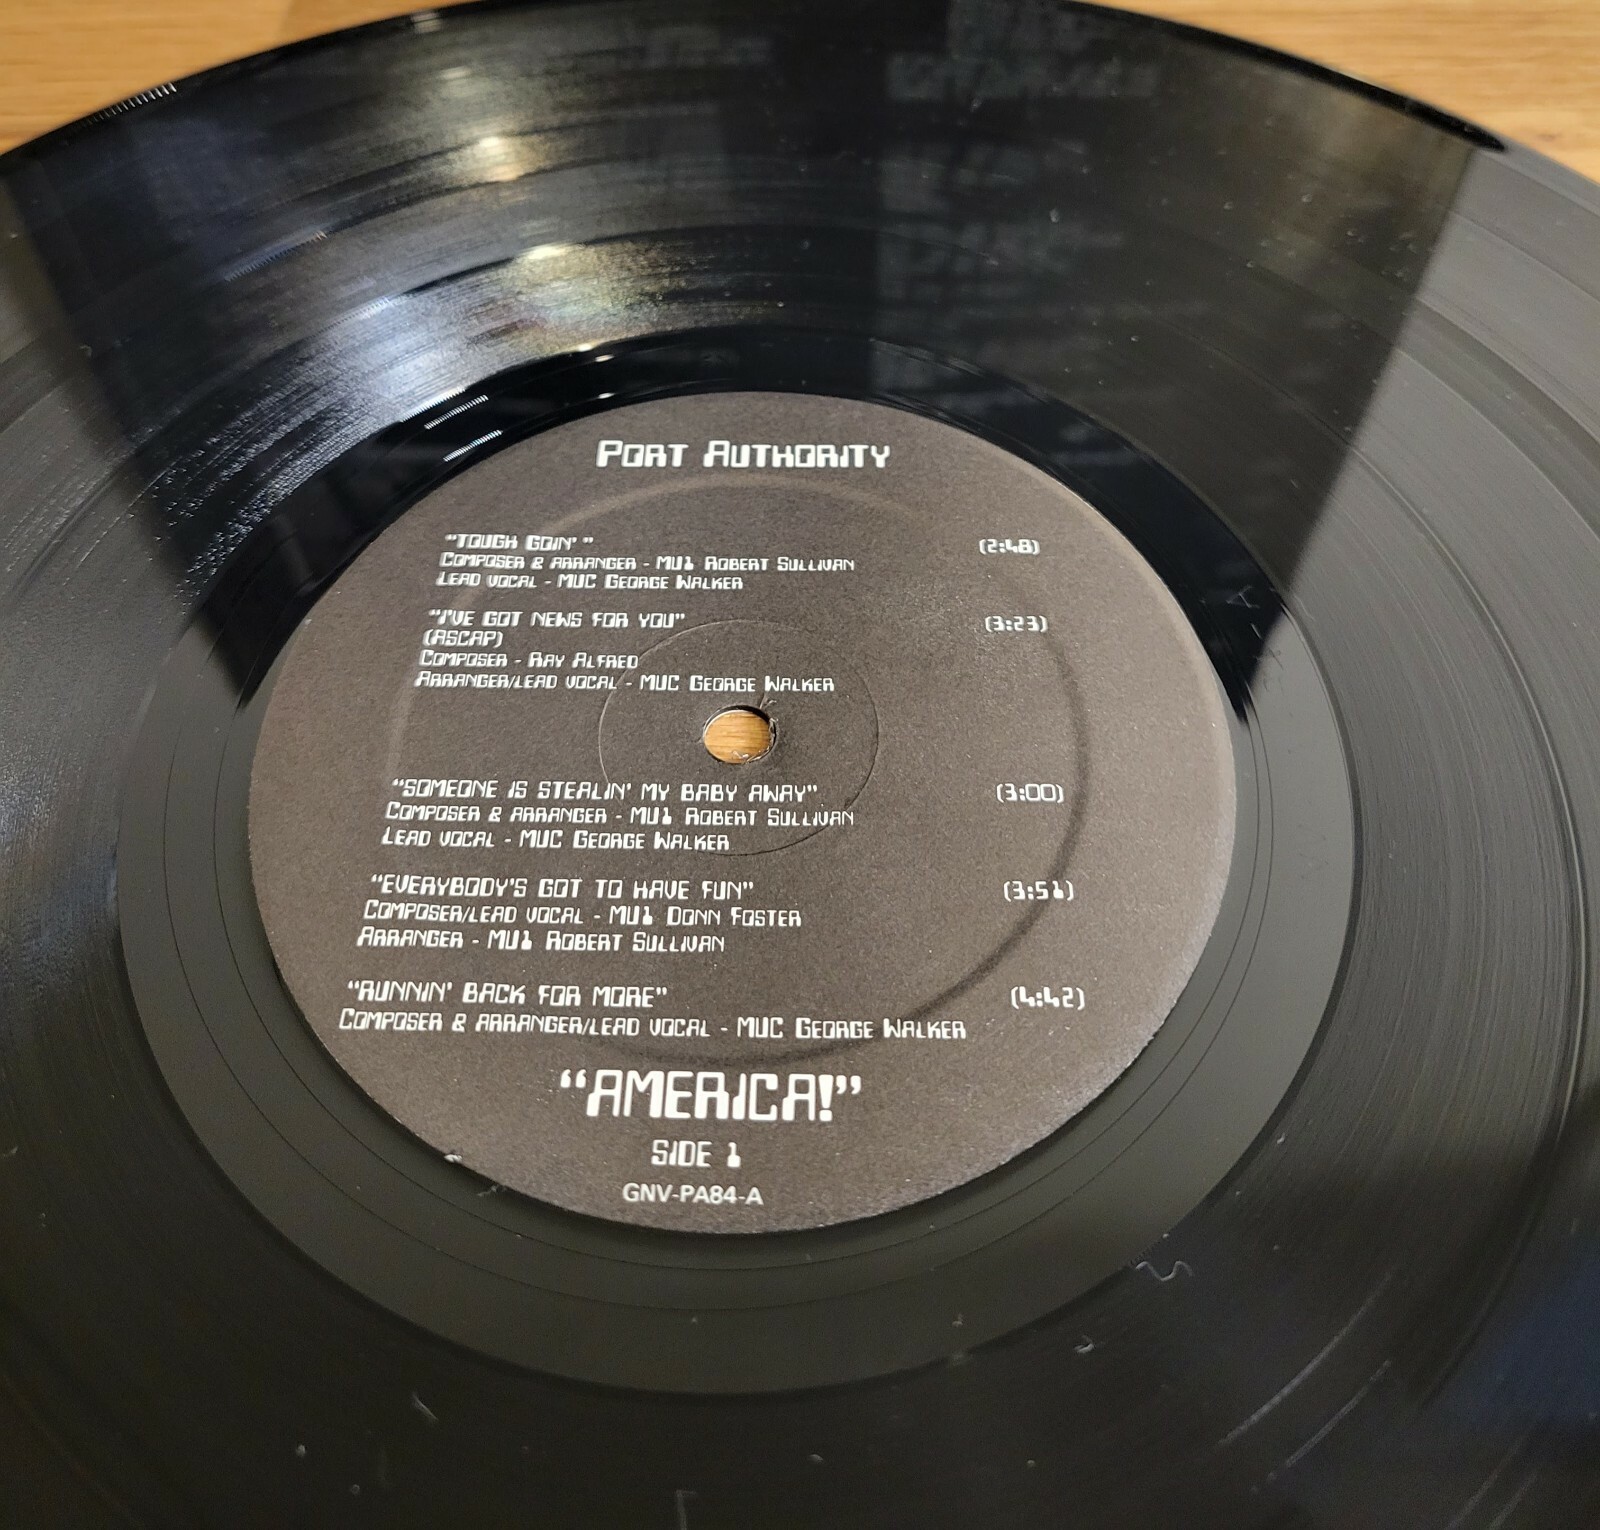 PORT AUTHORITY
"TOUGH GOIN' " (2:48)
COMPOSER & ARRANGER - MU1 ROBERT SULLIVAN
LEAD VOCAL - MUC GEORGE WALKER
"I'VE GOT NEWS FOR YOU" (3:23)
(ASCAP)
COMPOSER - RAY ALFRED
ARRANGER/LEAD VOCAL - MUC GEORGE WALKER
"SOMEONE IS STEALIN' MY BABY AWAY" (3:00)
COMPOSER & ARRANGER - MU1 ROBERT SULLIVAN
LEAD VOCAL - MUC GEORGE WALKER
"EVERYBODY'S GOT TO HAVE FUN" (3:51)
COMPOSER/LEAD VOCAL - MU1 DONN FOSTER
ARRANGER - MU1 ROBERT SULLIVAN
"RUNNIN' BACK FOR MORE" (4:42)
COMPOSER & ARRANGER/LEAD VOCAL - MUC GEORGE WALKER
"AMERICA!"
SIDE 1
GNV-PA84-A